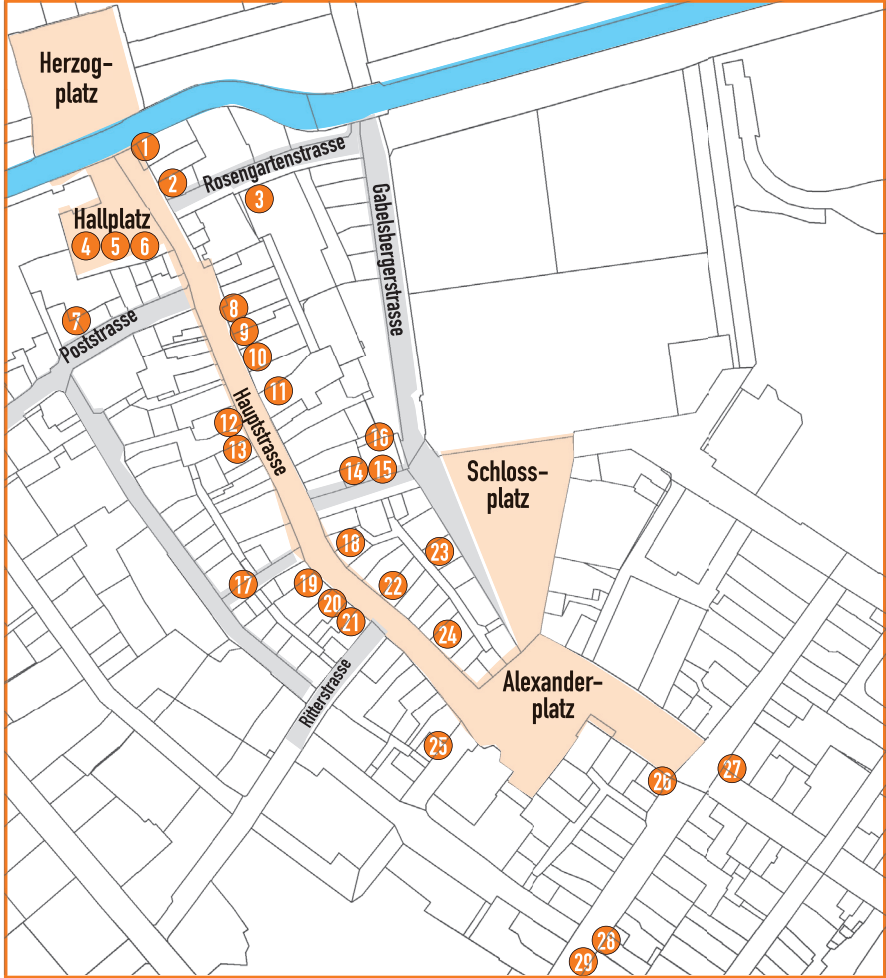 Herzog-
platz
1
2
Rosengartenstrasse
3
Hallplatz
4 5 6
Gabelsbergerstrasse
7
Poststrasse
8
9
10
11
Hauptstrasse
12
13
14 15
16
Schloss-
platz
17
18
19
20
21
22
23
24
Ritterstrasse
Alexander-
platz
25
26
27
28
29